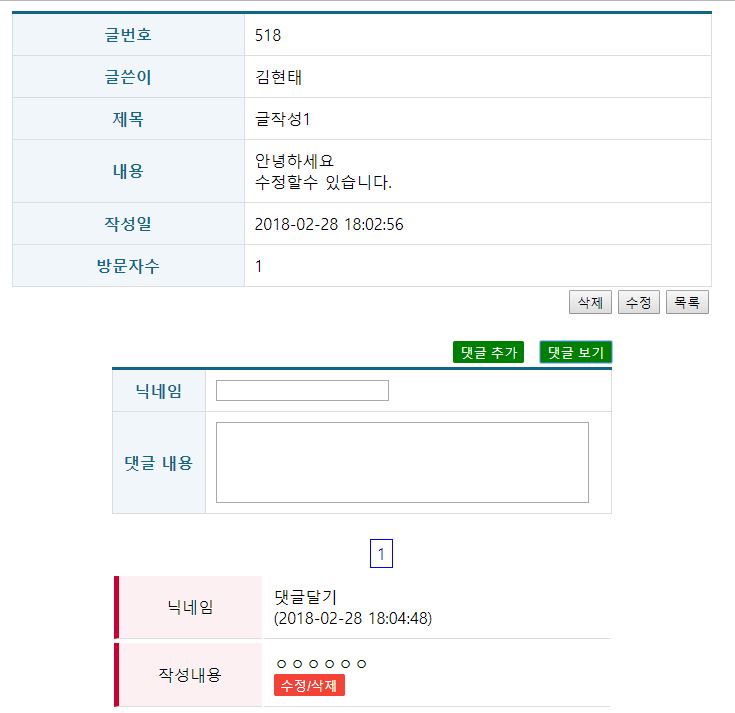 글번호 518
글쓴이 김현태
제목 글작성1
내용 안녕하세요
수정할수 있습니다.
작성일 2018-02-28 18:02:56
방문자수 1
삭제 수정 목록
댓글 추가 댓글 보기
닉네임
댓글 내용
1
닉네임 댓글달기
(2018-02-28 18:04:48)
작성내용 ㅇㅇㅇㅇㅇㅇ
수정/삭제